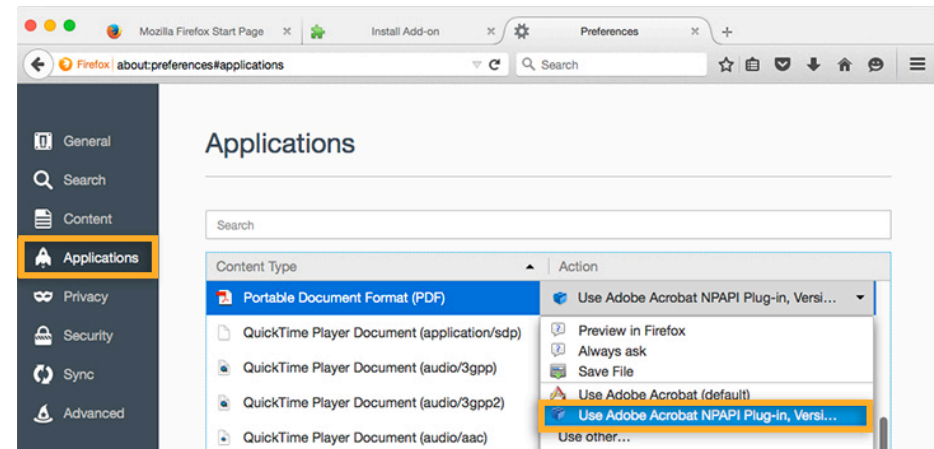 Mozilla Firefox Start Page
Install Add-on
Preferences
Firefox about:preferences#applications
Search
General
Search
Content
Applications
Privacy
Security
Sync
Advanced
Applications
Search
Content Type Action
Portable Document Format (PDF) Use Adobe Acrobat NPAPI Plug-in, Versi...
QuickTime Player Document (application/sdp)
QuickTime Player Document (audio/3gpp)
QuickTime Player Document (audio/3gpp2)
QuickTime Player Document (audio/aac)
Preview in Firefox
Always ask
Save File
Use Adobe Acrobat (default)
Use Adobe Acrobat NPAPI Plug-in, Versi...
Use other...